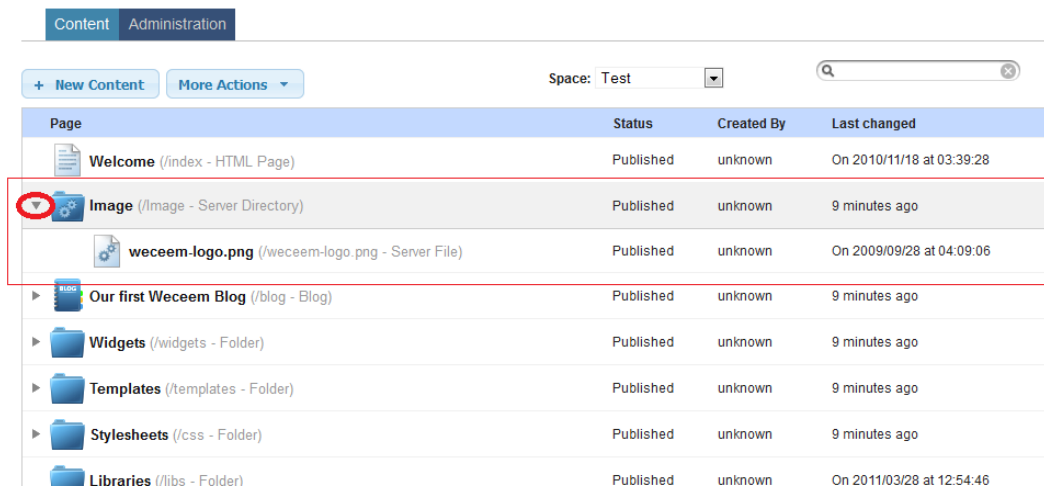 Content Administration
+ New Content More Actions Space: Test
Page Status Created By Last changed
Welcome (/index - HTML Page) Published unknown On 2010/11/18 at 03:39:28
Image (/Image - Server Directory) Published unknown 9 minutes ago
weceem-logo.png (/weceem-logo.png - Server File) Published unknown On 2009/09/28 at 04:09:06
BLOG Our first Weceem Blog (/blog - Blog) Published unknown 9 minutes ago
Widgets (/widgets - Folder) Published unknown 9 minutes ago
Templates (/templates - Folder) Published unknown 9 minutes ago
Stylesheets (/css - Folder) Published unknown 9 minutes ago
Libraries (/libs - Folder) Published unknown On 2011/03/28 at 12:54:46